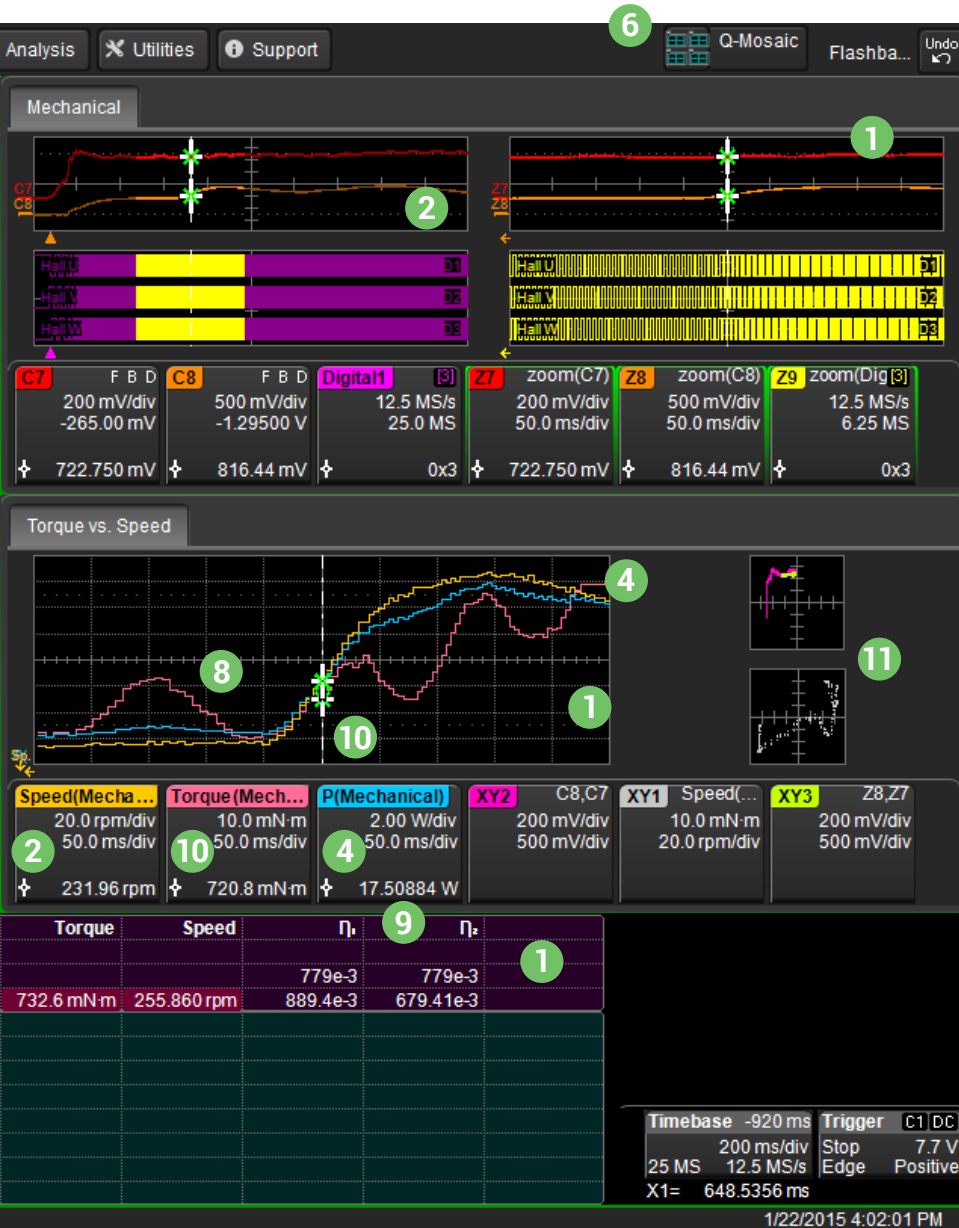 6
Analysis Utilities Support Q-Mosaic Flashba... Undo
Mechanical
1
C7
C8
2
Z7
Z8
Hall U D1
Hall V D2
Hall W D3
Hall U D1
Hall V D2
Hall W D3
C7 F B D
200 mV/div
-265.00 mV
722.750 mV
C8 F B D
500 mV/div
-1.29500 V
816.44 mV
Digital1 [3]
12.5 MS/s
25.0 MS
0x3
Z7 zoom(C7)
200 mV/div
50.0 ms/div
722.750 mV
Z8 zoom(C8)
500 mV/div
50.0 ms/div
816.44 mV
Z9 zoom(Dig[3]
12.5 MS/s
6.25 MS
0x3
Torque vs. Speed
4
8
11
1
10
Sp.
Speed(Mecha...
20.0 rpm/div
2 50.0 ms/div
231.96 rpm
Torque(Mech...
10.0 mN·m
10 50.0 ms/div
720.8 mN·m
P(Mechanical)
2.00 W/div
4 50.0 ms/div
17.50884 W
XY2 C8,C7
200 mV/div
500 mV/div
XY1 Speed(...
10.0 mN·m
20.0 rpm/div
XY3 Z8,Z7
200 mV/div
500 mV/div
Torque Speed η₁ 9 η₂
1
779e-3 779e-3
732.6 mN·m 255.860 rpm 889.4e-3 679.41e-3
Timebase -920 ms
200 ms/div
25 MS 12.5 MS/s
X1= 648.5356 ms
Trigger C1 DC
Stop 7.7 V
Edge Positive
1/22/2015 4:02:01 PM